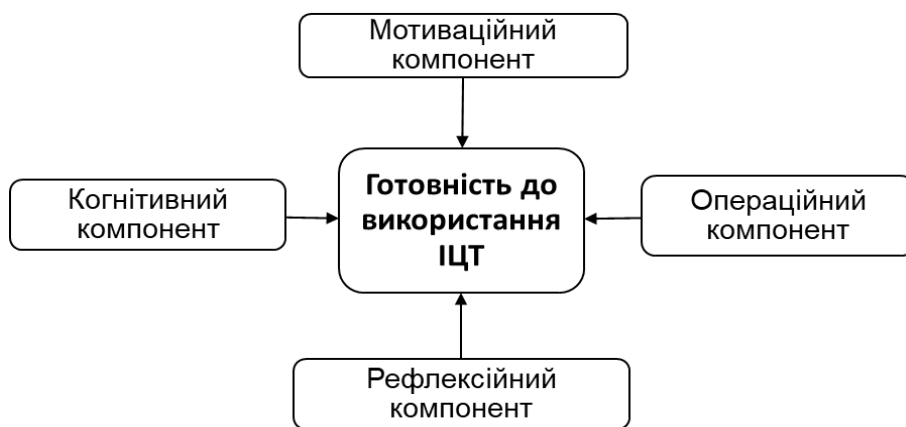 Мотиваційний
компонент
Когнітивний
компонент
Готовність до
використання
ІЦТ
Операційний
компонент
Рефлексійний
компонент